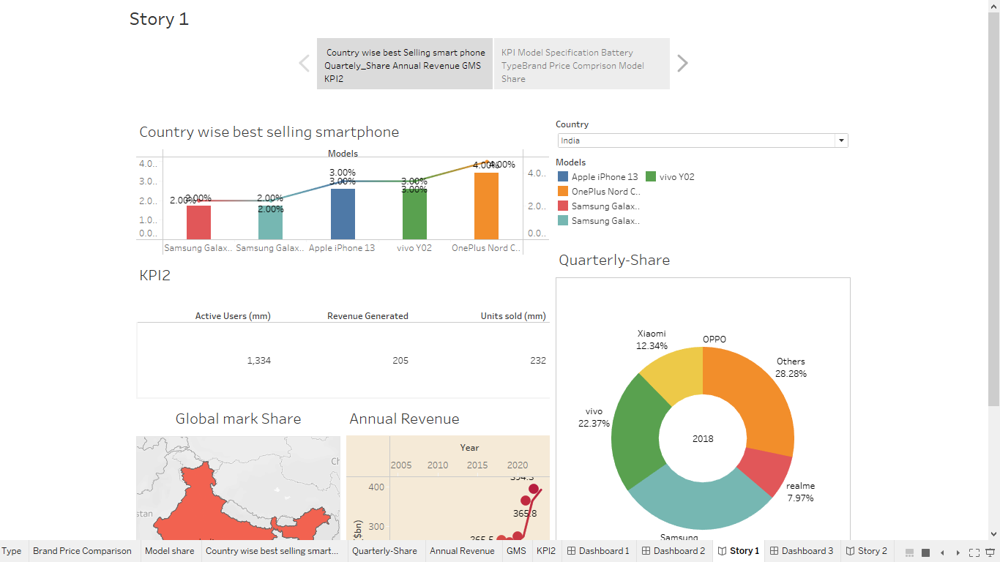 Story 1
Country wise best Selling smart phone
Quartely_Share Annual Revenue GMS
KPI2
KPI Model Specification Battery
TypeBrand Price Comprison Model
Share
Country wise best selling smartphone
Models
4.0..
3.0..
2.0..
1.0..
0.0..
2.00%
2.00%
2.00%
3.00%
3.00%
3.00%
3.00%
4.00%
4.00%
4.0..
2.0..
0.0..
Samsung Galax..
Samsung Galax..
Apple iPhone 13
vivo Y02
OnePlus Nord C..
Country
India
Models
Apple iPhone 13
vivo Y02
OnePlus Nord C..
Samsung Galax..
Samsung Galax..
KPI2
Active Users (mm)
Revenue Generated
Units sold (mm)
1,334
205
232
Quarterly-Share
Xiaomi
12.34%
OPPO
Others
28.28%
vivo
22.37%
2018
realme
7.97%
Samsung
Global mark Share
Annual Revenue
Year
2005
2010
2015
2020
400
300
394.3
365.8
365.5
($bn)
stan
Ch
Type
Brand Price Comparison
Model share
Country wise best selling smart...
Quarterly-Share
Annual Revenue
GMS
KPI2
Dashboard 1
Dashboard 2
Story 1
Dashboard 3
Story 2